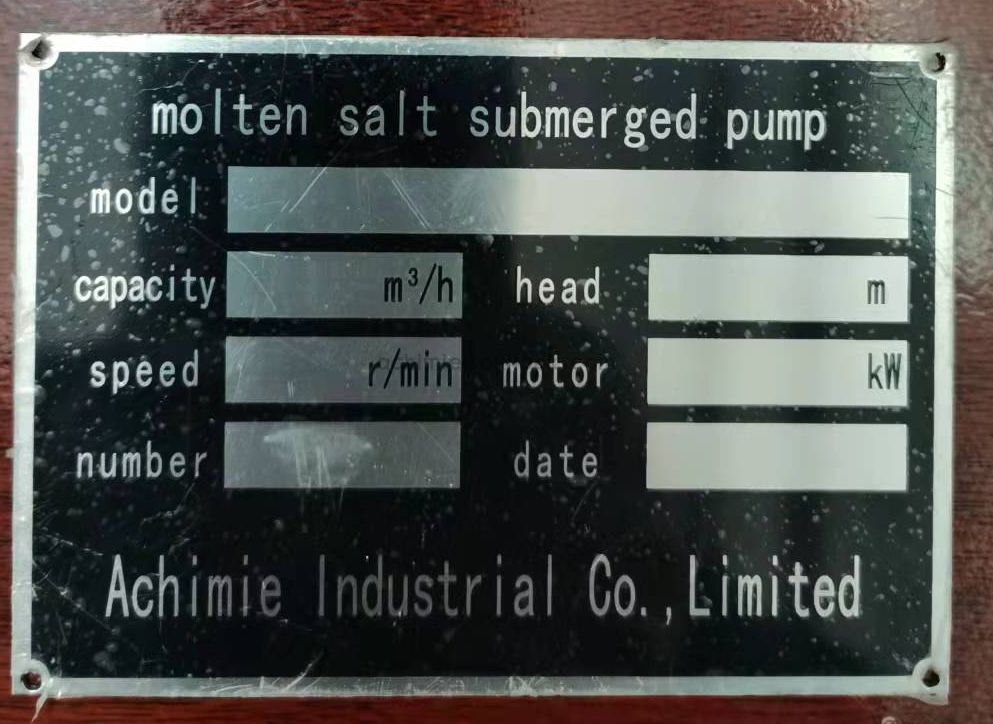 molten salt submerged pump
model
capacity m³/h head m
speed r/min motor kW
number date
Achimie Industrial Co.,Limited